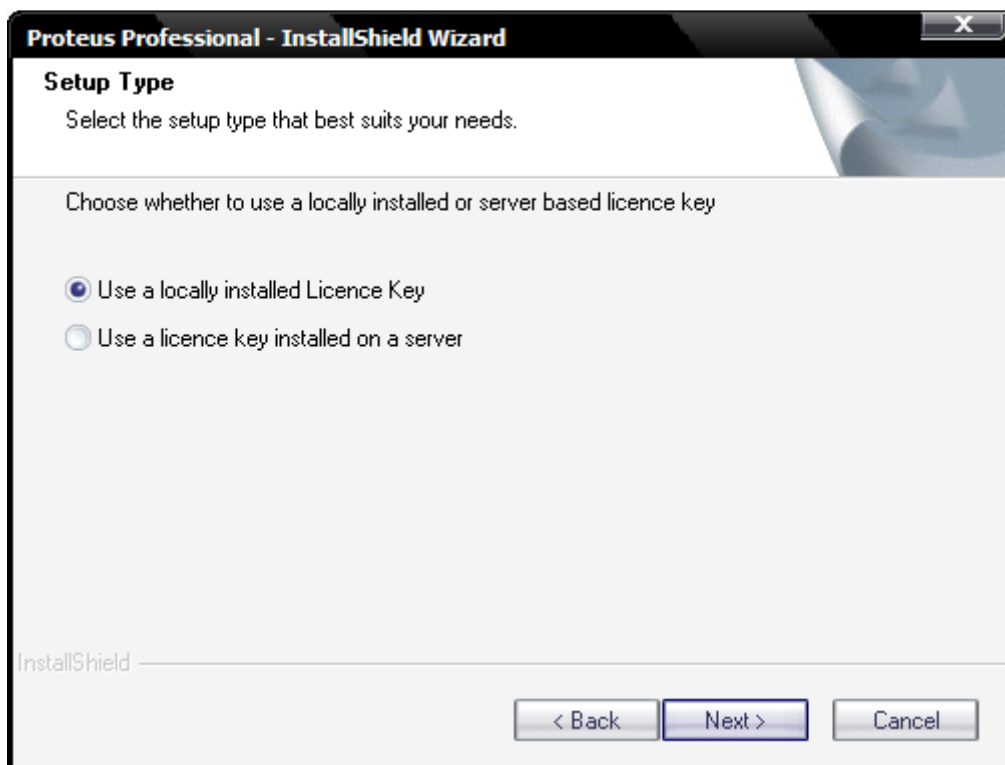 Proteus Professional - InstallShield Wizard
X
Setup Type
Select the setup type that best suits your needs.
Choose whether to use a locally installed or server based licence key
Use a locally installed Licence Key
Use a licence key installed on a server
InstallShield
< Back
Next >
Cancel